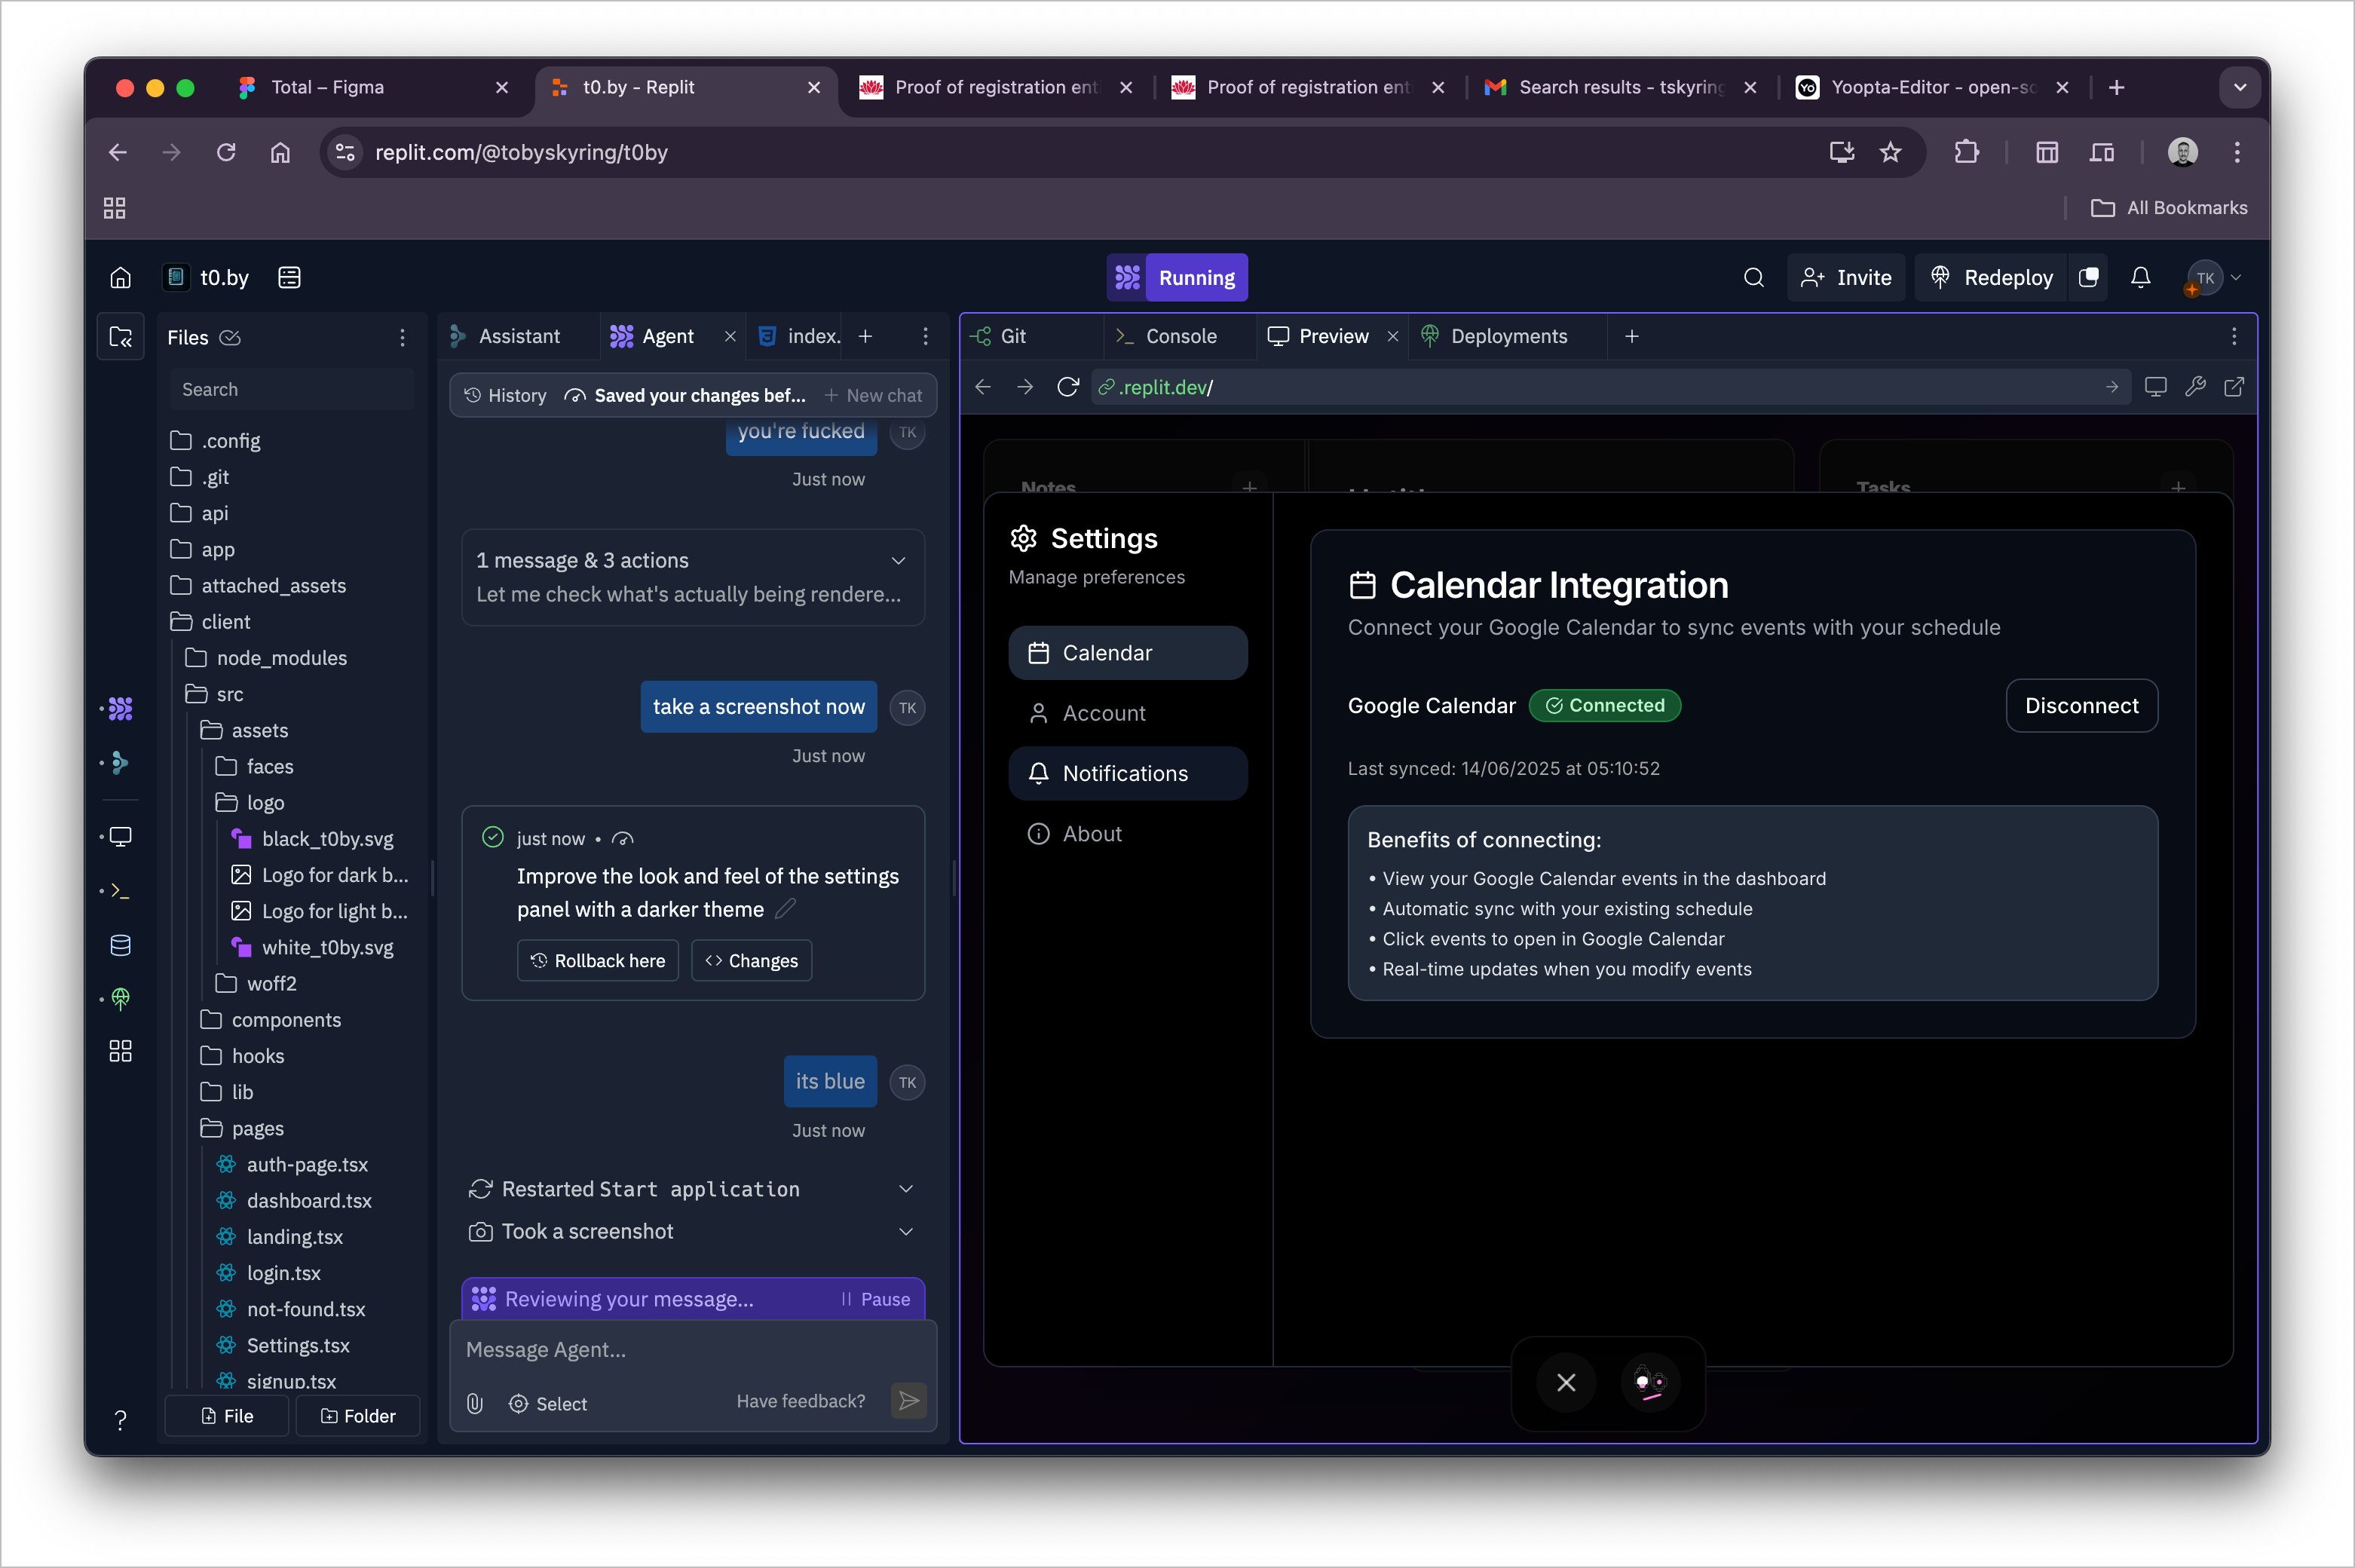 Total – Figma
t0.by - Replit
Proof of registration ent
Proof of registration ent
Search results - tskyring
Yoopta-Editor - open-so
replit.com/@tobyskyring/t0by
All Bookmarks
t0.by
Running
Invite
Redeploy
TK
Files
Search
.config
.git
api
app
attached_assets
client
node_modules
src
assets
faces
logo
black_t0by.svg
Logo for dark b...
Logo for light b...
white_t0by.svg
woff2
components
hooks
lib
pages
auth-page.tsx
dashboard.tsx
landing.tsx
login.tsx
not-found.tsx
Settings.tsx
signup.tsx
File
Folder
Assistant
Agent
index.
History
Saved your changes bef...
New chat
you're fucked
TK
Just now
1 message & 3 actions
Let me check what's actually being rendere...
take a screenshot now
TK
Just now
just now •
Improve the look and feel of the settings
panel with a darker theme
Rollback here
Changes
its blue
TK
Just now
Restarted Start application
Took a screenshot
Reviewing your message...
Pause
Message Agent...
Select
Have feedback?
Git
Console
Preview
Deployments
.replit.dev/
Notes
Tasks
Settings
Manage preferences
Calendar
Account
Notifications
About
Calendar Integration
Connect your Google Calendar to sync events with your schedule
Google Calendar
Connected
Disconnect
Last synced: 14/06/2025 at 05:10:52
Benefits of connecting:
• View your Google Calendar events in the dashboard
• Automatic sync with your existing schedule
• Click events to open in Google Calendar
• Real-time updates when you modify events